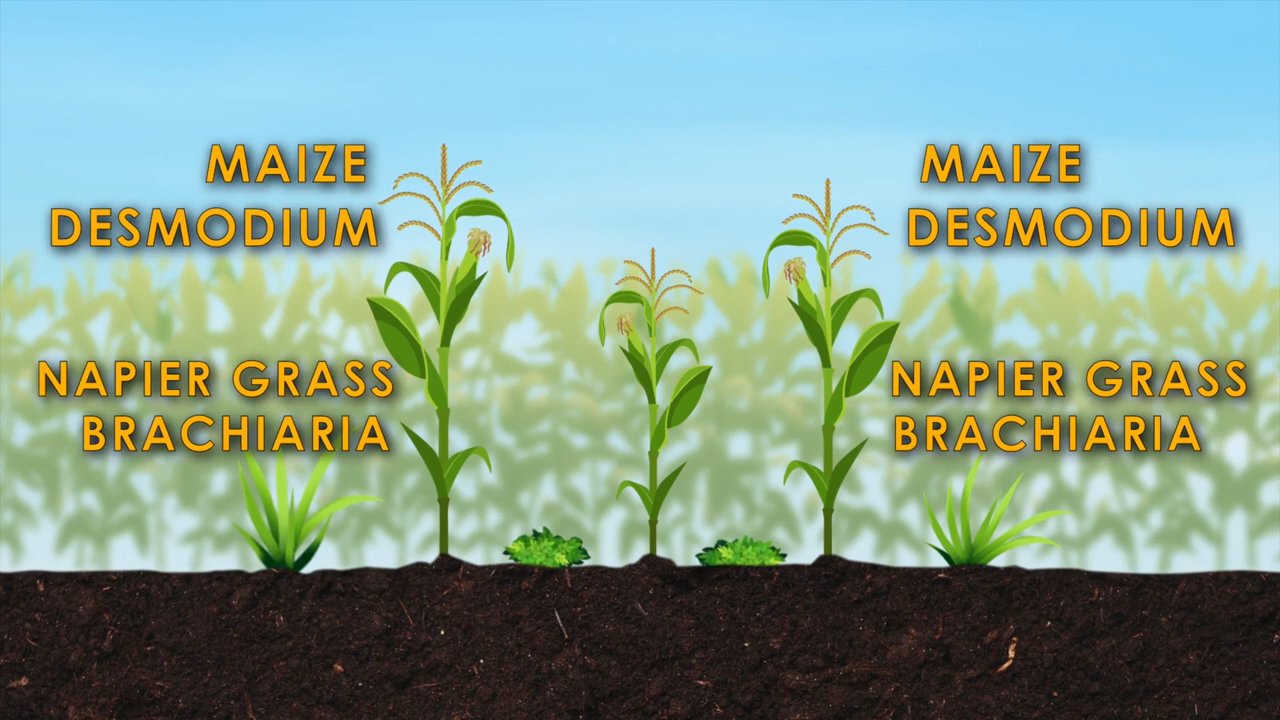 MAIZE
DESMODIUM
NAPIER GRASS
BRACHIARIA
MAIZE
DESMODIUM
NAPIER GRASS
BRACHIARIA